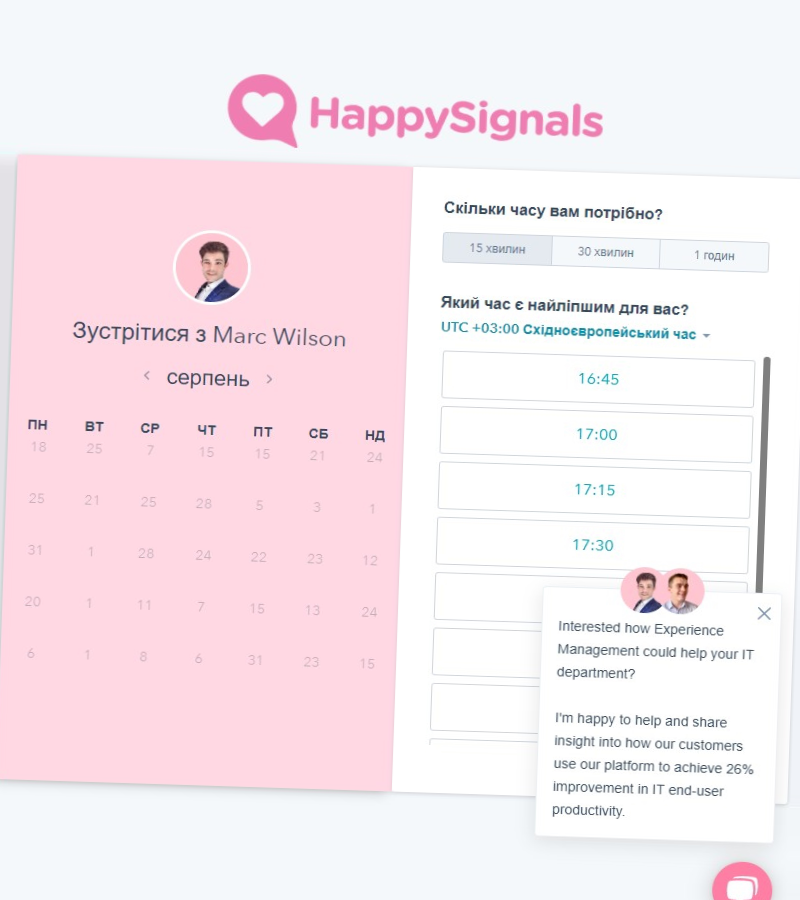 HappySignals
Зустрітися з Marc Wilson
серпень
ПН ВТ СР ЧТ ПТ СБ НД
18 25 7 15 15 21 24
25 21 25 28 5 3 1
31 1 28 24 22 23 12
20 1 11 7 15 13 24
6 1 8 6 31 23 15
Скільки часу вам потрібно?
15 хвилин 30 хвилин 1 годин
Який час є найліпшим для вас?
UTC +03:00 Східноєвропейський час
16:45
17:00
17:15
17:30
Interested how Experience
Management could help your IT
department?
I'm happy to help and share
insight into how our customers
use our platform to achieve 26%
improvement in IT end-user
productivity.